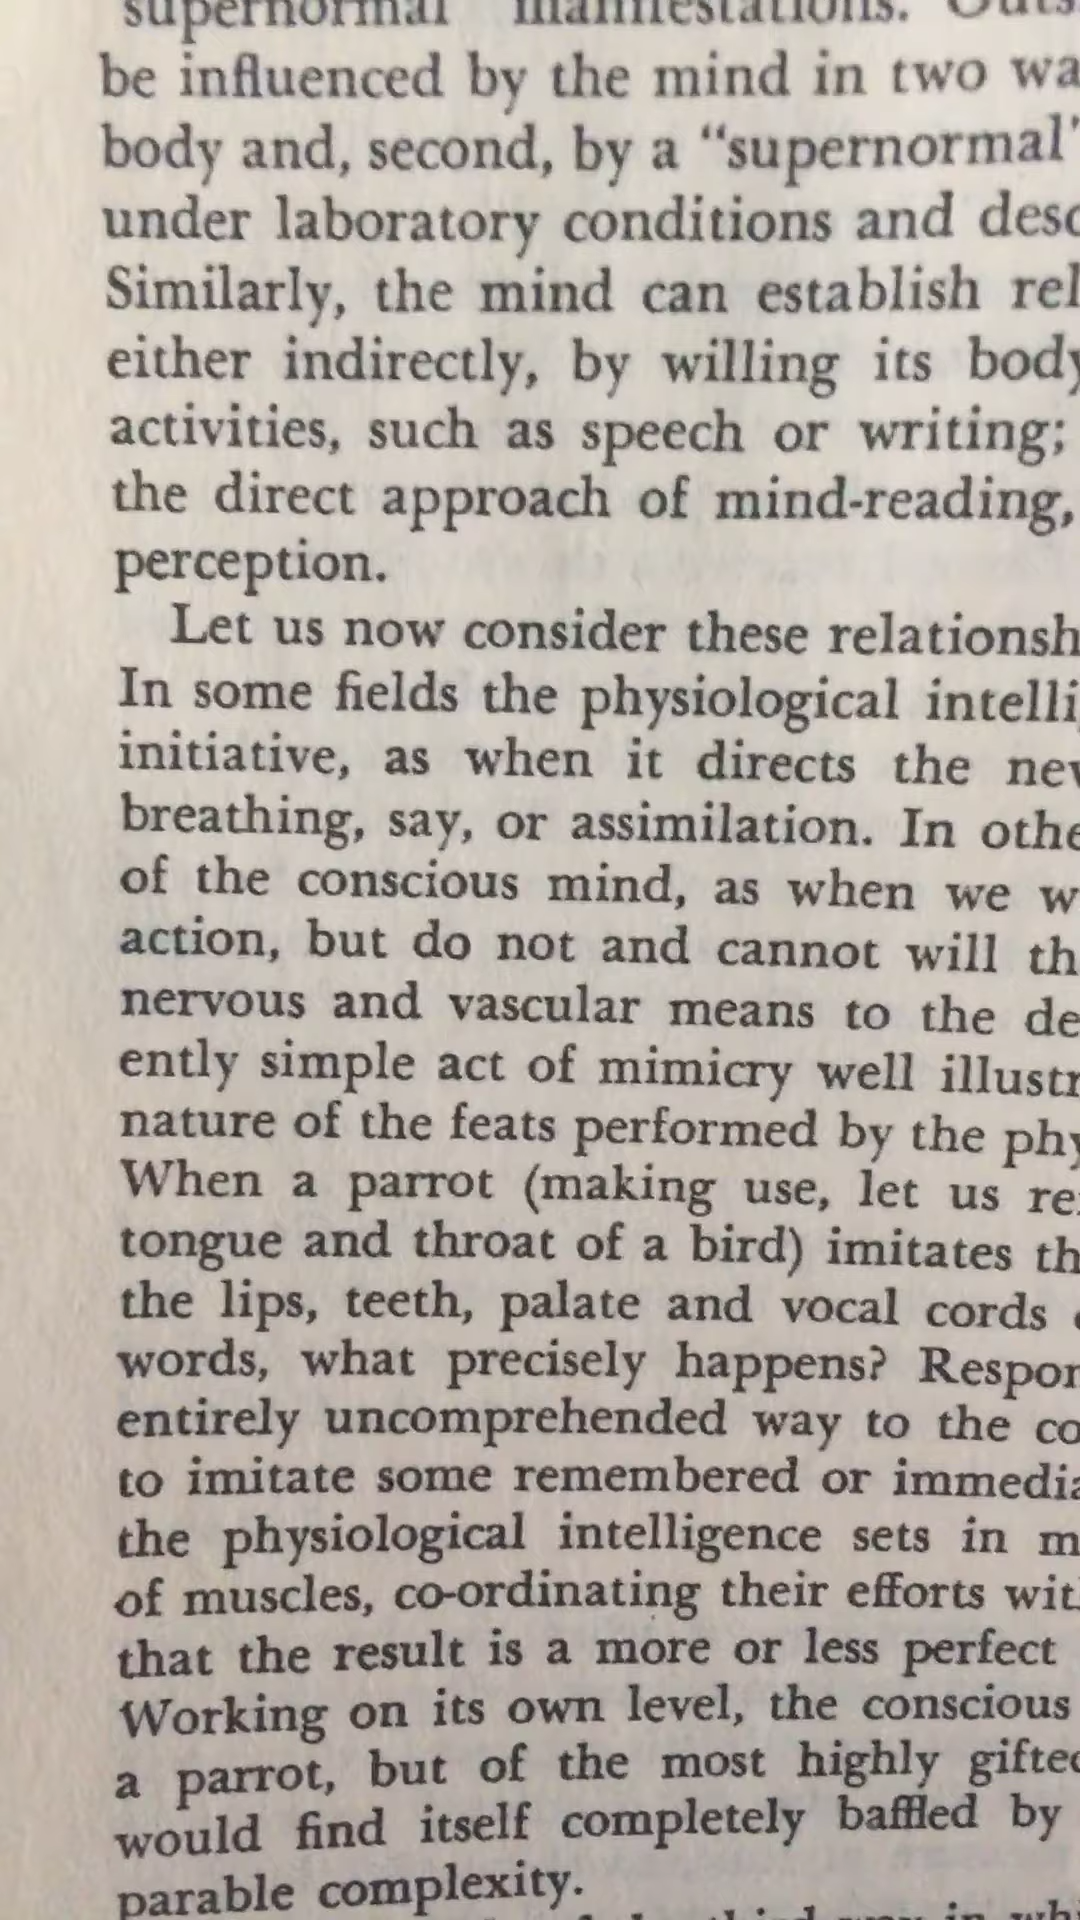 supernormal manifestations.
be influenced by the mind in two wa
body and, second, by a “supernormal”
under laboratory conditions and desc
Similarly, the mind can establish rel
either indirectly, by willing its body
activities, such as speech or writing;
the direct approach of mind-reading,
perception.
Let us now consider these relationsh
In some fields the physiological intelli
initiative, as when it directs the nev
breathing, say, or assimilation. In othe
of the conscious mind, as when we w
action, but do not and cannot will th
nervous and vascular means to the de
ently simple act of mimicry well illustr
nature of the feats performed by the phy
When a parrot (making use, let us re
tongue and throat of a bird) imitates th
the lips, teeth, palate and vocal cords
words, what precisely happens? Respon
entirely uncomprehended way to the co
to imitate some remembered or immedia
the physiological intelligence sets in m
of muscles, co-ordinating their efforts wit
that the result is a more or less perfect
Working on its own level, the conscious
a parrot, but of the most highly gifted
would find itself completely baffled by
parable complexity.